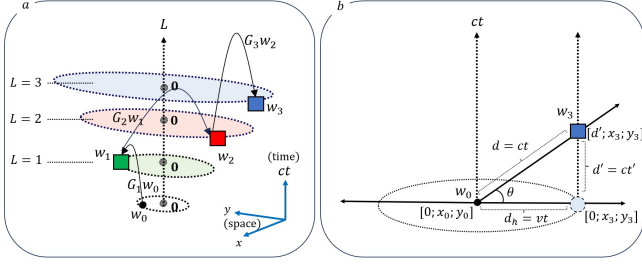 a
L
G₃w₂
L = 3
0
w₃
G₂w₁
L = 2
0
w₁
w₂
L = 1
0
G₁w₀
w₀
0
(time)
ct
y
(space)
x
b
ct
w₃
[d′; x₃; y₃]
d = ct
d′ = ct′
w₀
θ
[0; x₀; y₀]
d_h = vt
[0; x₃; y₃]